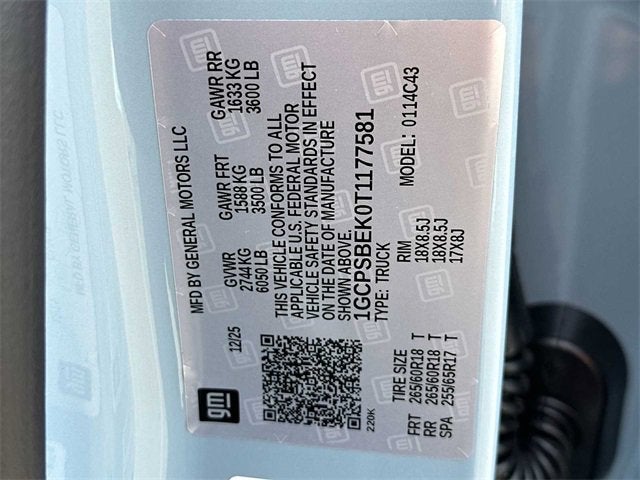 gm
MFD BY GENERAL MOTORS LLC
12/25
GVWR
2744 KG
6050 LB
GAWR FRT
1588 KG
3500 LB
GAWR RR
1633 KG
3600 LB
THIS VEHICLE CONFORMS TO ALL
APPLICABLE U.S. FEDERAL MOTOR
VEHICLE SAFETY STANDARDS IN EFFECT
ON THE DATE OF MANUFACTURE
SHOWN ABOVE.
1GCPSBEK0T1177581
TYPE: TRUCK
MODEL: 0114C43
220K
TIRE SIZE
RIM
FRT 265/60R18 T 18X8.5J
RR 265/60R18 T 18X8.5J
SPA 255/65R17 T 17X8J